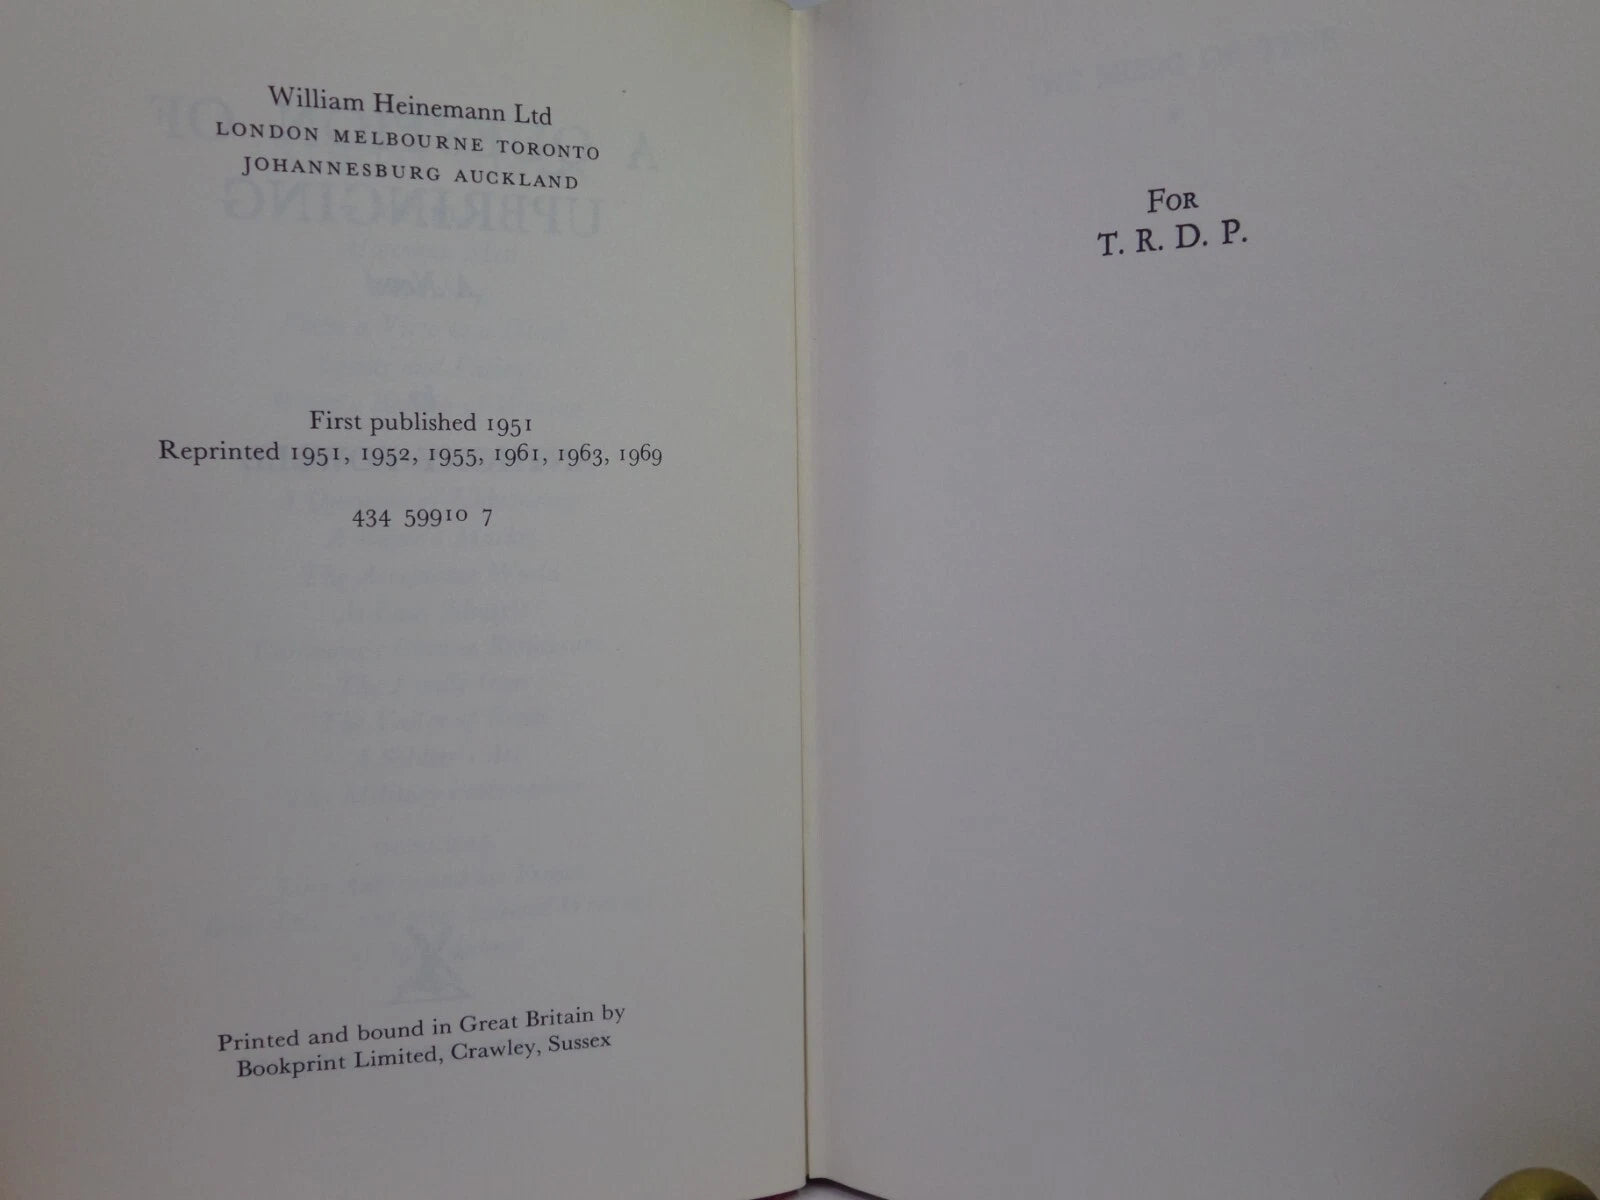 William Heinemann Ltd
LONDON MELBOURNE TORONTO
JOHANNESBURG AUCKLAND
First published 1951
Reprinted 1951, 1952, 1955, 1961, 1963, 1969
434 59910 7
Printed and bound in Great Britain by
Bookprint Limited, Crawley, Sussex
FOR
T. R. D. P.